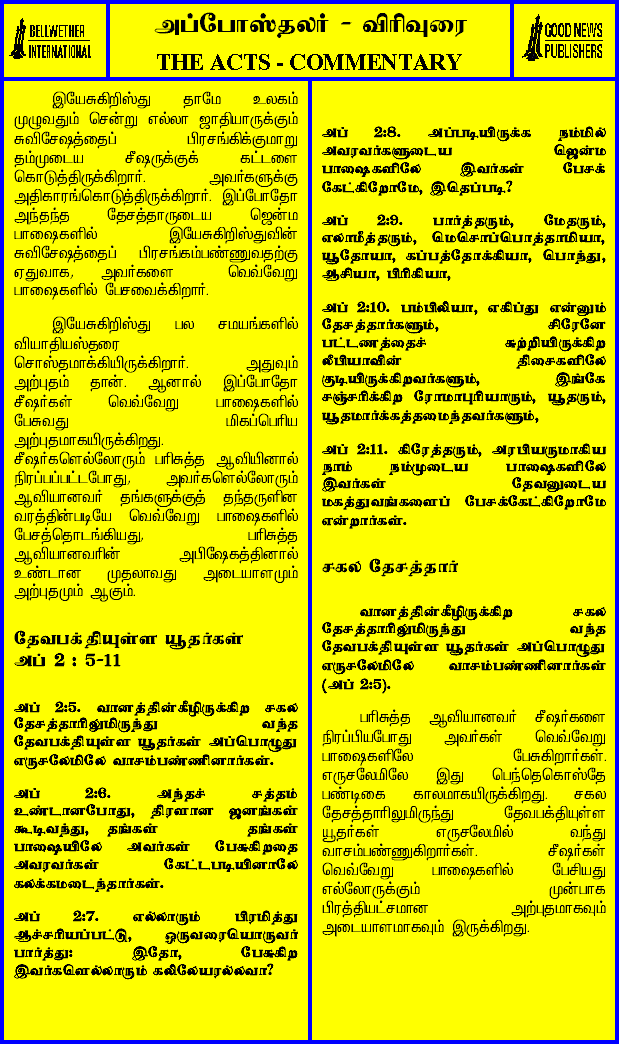 BELLWETHER
INTERNATIONAL
அப்போஸ்தலர் - விரிவுரை
THE ACTS - COMMENTARY
GOOD NEWS
PUBLISHERS
இயேசுகிறிஸ்து தாமே உலகம்
முழுவதும் சென்று எல்லா ஜாதியாருக்கும்
சுவிசேஷத்தைப் பிரசங்கிக்குமாறு
தம்முடைய சீஷருக்குக் கட்டளை
கொடுத்திருக்கிறார். அவர்களுக்கு
அதிகாரங்கொடுத்திருக்கிறார். இப்போதோ
அந்தந்த தேசத்தாருடைய ஜென்ம
பாஷைகளில் இயேசுகிறிஸ்துவின்
சுவிசேஷத்தைப் பிரசங்கம்பண்ணுவதற்கு
ஏதுவாக, அவர்களை வெவ்வேறு
பாஷைகளில் பேசவைக்கிறார்.
இயேசுகிறிஸ்து பல சமயங்களில்
வியாதியஸ்தரை
சொஸ்தமாக்கியிருக்கிறார். அதுவும்
அற்புதம் தான். ஆனால் இப்போதோ
சீஷர்கள் வெவ்வேறு பாஷைகளில்
பேசுவது மிகப்பெரிய
அற்புதமாகயிருக்கிறது.
சீஷர்களெல்லோரும் பரிசுத்த ஆவியினால்
நிரப்பப்பட்டபோது, அவர்களெல்லோரும்
ஆவியானவர் தங்களுக்குத் தந்தருளின
வரத்தின்படியே வெவ்வேறு பாஷைகளில்
பேசத்தொடங்கியது, பரிசுத்த
ஆவியானவரின் அபிஷேகத்தினால்
உண்டான முதலாவது அடையாளமும்
அற்புதமும் ஆகும்.
தேவபக்தியுள்ள யூதர்கள்
அப் 2 : 5-11
அப் 2:5. வானத்தின்கீழிருக்கிற சகல
தேசத்தாரிலுமிருந்து வந்த
தேவபக்தியுள்ள யூதர்கள் அப்பொழுது
எருசலேமிலே வாசம்பண்ணினார்கள்.
அப் 2:6. அந்தச் சத்தம்
உண்டானபோது, திரளான ஜனங்கள்
கூடிவந்து, தங்கள் தங்கள்
பாஷையிலே அவர்கள் பேசுகிறதை
அவரவர்கள் கேட்டபடியினாலே
கலக்கமடைந்தார்கள்.
அப் 2:7. எல்லாரும் பிரமித்து
ஆச்சரியப்பட்டு, ஒருவரையொருவர்
பார்த்து: இதோ, பேசுகிற
இவர்களெல்லாரும் கலிலேயரல்லவா?
அப் 2:8. அப்படியிருக்க நம்மில்
அவரவர்களுடைய ஜென்ம
பாஷைகளிலே இவர்கள் பேசக்
கேட்கிறோமே, இதெப்படி?
அப் 2:9. பார்த்தரும், மேதரும்,
எலாமீத்தரும், மெசொப்பொத்தாமியா,
யூதோயா, கப்பத்தோக்கியா, பொந்து,
ஆசியா, பிரிகியா,
அப் 2:10. பம்பிலியா, எகிப்து என்னும்
தேசத்தார்களும், சிரேனே
பட்டணத்தைச் சுற்றியிருக்கிற
லீபியாவின் திசைகளிலே
குடியிருக்கிறவர்களும், இங்கே
சஞ்சரிக்கிற ரோமாபுரியாரும், யூதரும்,
யூதமார்க்கத்தமைந்தவர்களும்,
அப் 2:11. கிரேத்தரும், அரபியருமாகிய
நாம் நம்முடைய பாஷைகளிலே
இவர்கள் தேவனுடைய
மகத்துவங்களைப் பேசக்கேட்கிறோமே
என்றார்கள்.
சகல தேசத்தார்
வானத்தின்கீழிருக்கிற சகல
தேசத்தாரிலுமிருந்து வந்த
தேவபக்தியுள்ள யூதர்கள் அப்பொழுது
எருசலேமிலே வாசம்பண்ணினார்கள்
(அப் 2:5).
பரிசுத்த ஆவியானவர் சீஷர்களை
நிரப்பியபோது அவர்கள் வெவ்வேறு
பாஷைகளிலே பேசுகிறார்கள்.
எருசலேமிலே இது பெந்தெகொஸ்தே
பண்டிகை காலமாகயிருக்கிறது. சகல
தேசத்தாரிலுமிருந்து தேவபக்தியுள்ள
யூதர்கள் எருசலேமில் வந்து
வாசம்பண்ணுகிறார்கள். சீஷர்கள்
வெவ்வேறு பாஷைகளில் பேசியது
எல்லோருக்கும் முன்பாக
பிரத்தியட்சமான அற்புதமாகவும்
அடையாளமாகவும் இருக்கிறது.